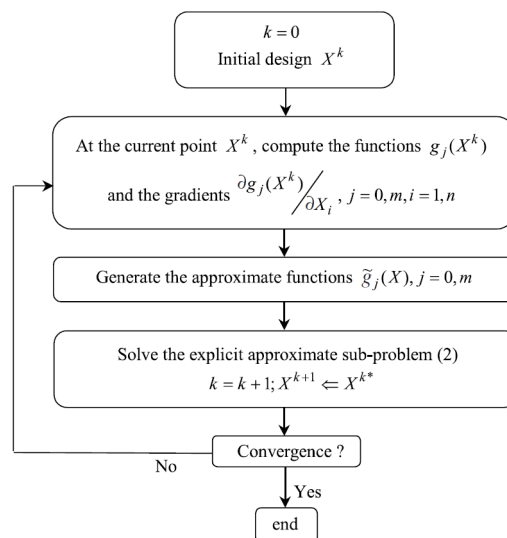 k = 0
Initial design X^k
At the current point X^k, compute the functions g_j(X^k)
and the gradients ∂g_j(X^k)/∂X_i, j = 0, m, i = 1, n
Generate the approximate functions g̃_j(X), j = 0, m
Solve the explicit approximate sub-problem (2)
k = k + 1; X^{k+1} ⇐ X^{k*}
Convergence ?
No
Yes
end